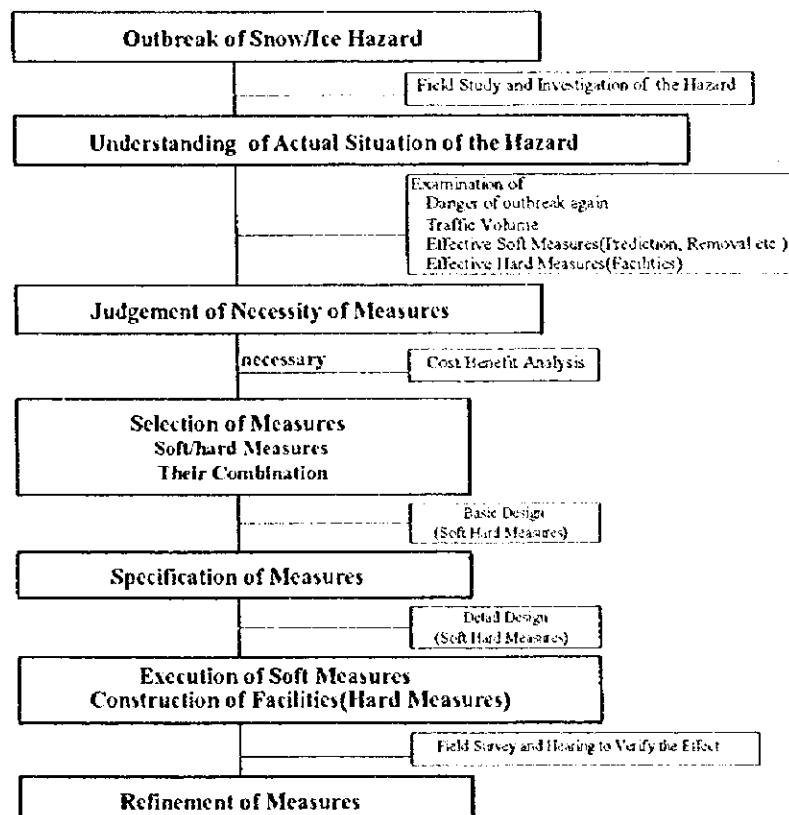 Outbreak of Snow/Ice Hazard
Field Study and Investigation of the Hazard
Understanding of Actual Situation of the Hazard
Examination of
Danger of outbreak again
Traffic Volume
Effective Soft Measures(Prediction, Removal etc.)
Effective Hard Measures(Facilities)
Judgement of Necessity of Measures
necessary
Cost Benefit Analysis
Selection of Measures
Soft/hard Measures
Their Combination
Basic Design
(Soft Hard Measures)
Specification of Measures
Detail Design
(Soft Hard Measures)
Execution of Soft Measures
Construction of Facilities(Hard Measures)
Field Survey and Hearing to Verify the Effect
Refinement of Measures